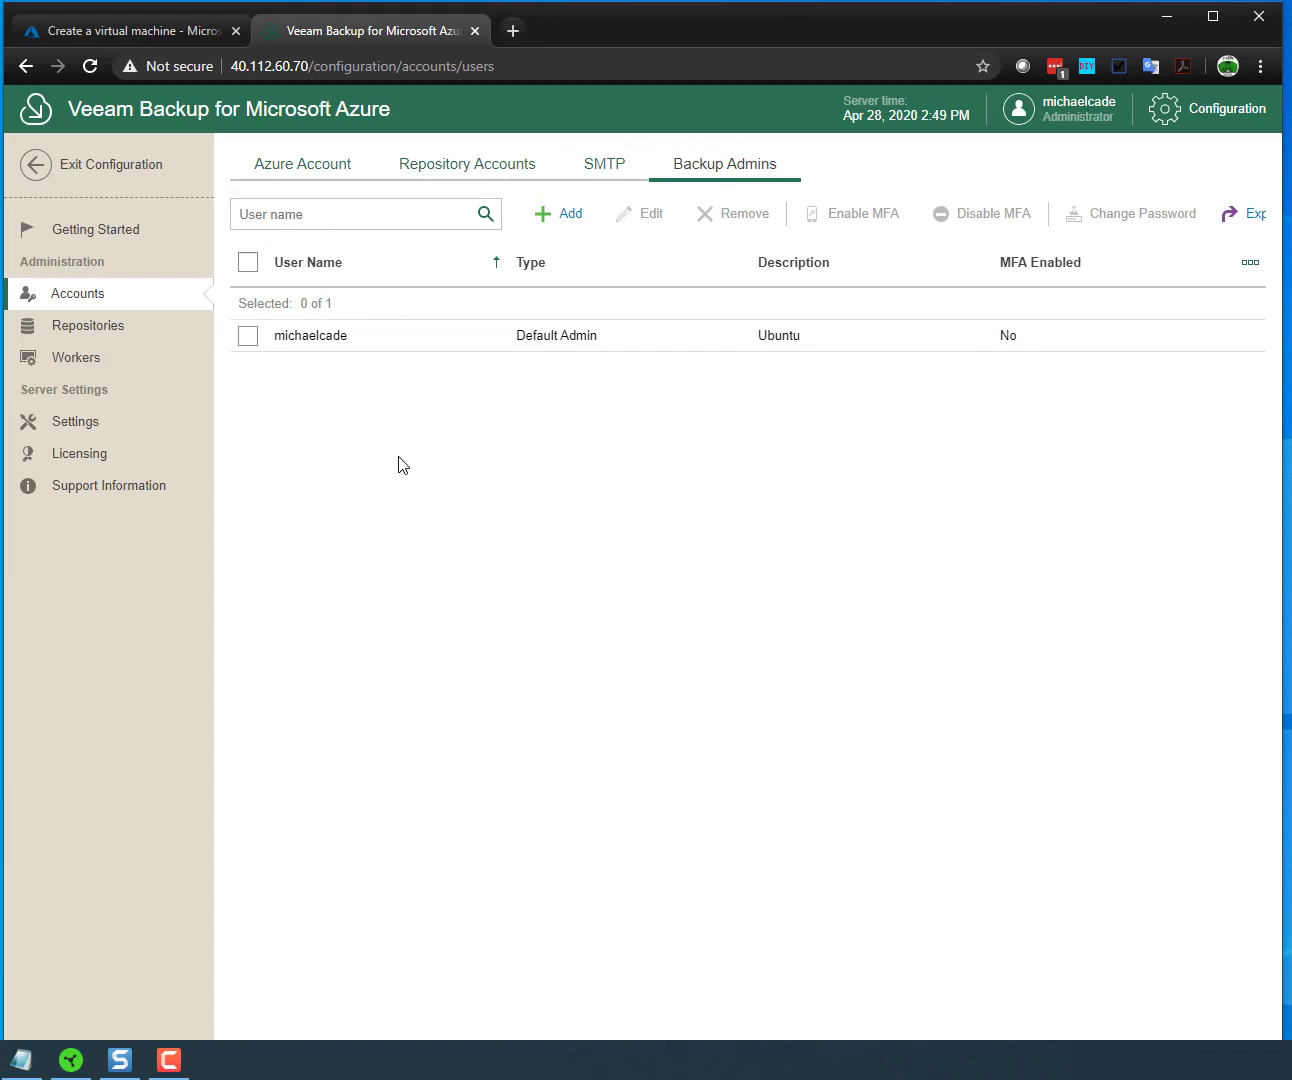 Create a virtual machine - Micros
Veeam Backup for Microsoft Azu
Not secure
40.112.60.70/configuration/accounts/users
1
DIY
Veeam Backup for Microsoft Azure
Server time:
Apr 28, 2020 2:49 PM
michaelcade
Administrator
Configuration
Exit Configuration
Getting Started
Administration
Accounts
Repositories
Workers
Server Settings
Settings
Licensing
Support Information
Azure Account
Repository Accounts
SMTP
Backup Admins
User name
Add
Edit
Remove
Enable MFA
Disable MFA
Change Password
Exp
User Name
Type
Description
MFA Enabled
Selected: 0 of 1
michaelcade
Default Admin
Ubuntu
No